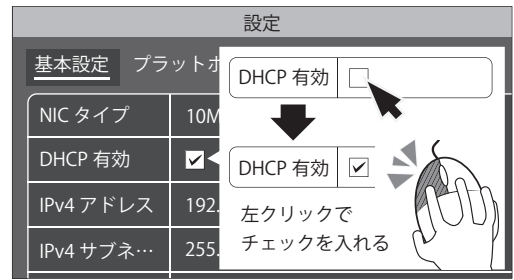 設定
基本設定 プラットホ
NIC タイプ 10M
DHCP 有効
IPv4 アドレス 192.
IPv4 サブネ… 255.
DHCP 有効
DHCP 有効
左クリックで
チェックを入れる